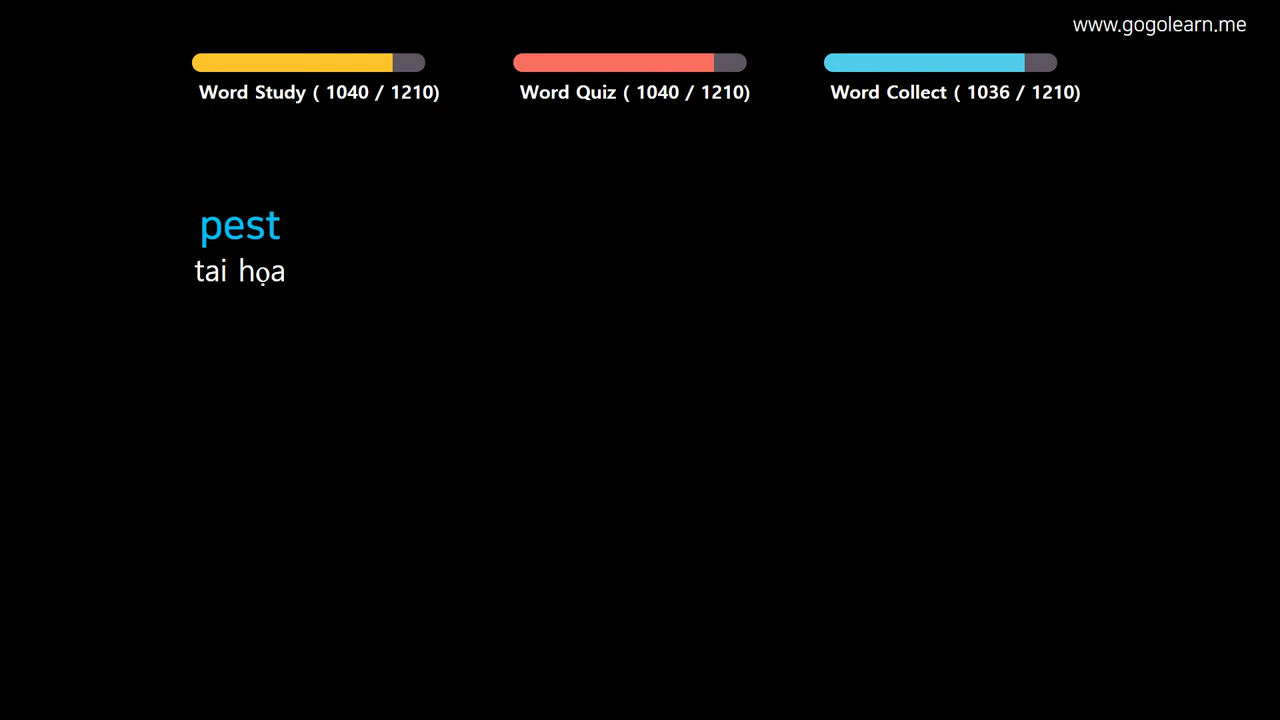 www.gogolearn.me
Word Study ( 1040 / 1210)
Word Quiz ( 1040 / 1210)
Word Collect ( 1036 / 1210)
pest
tai họa